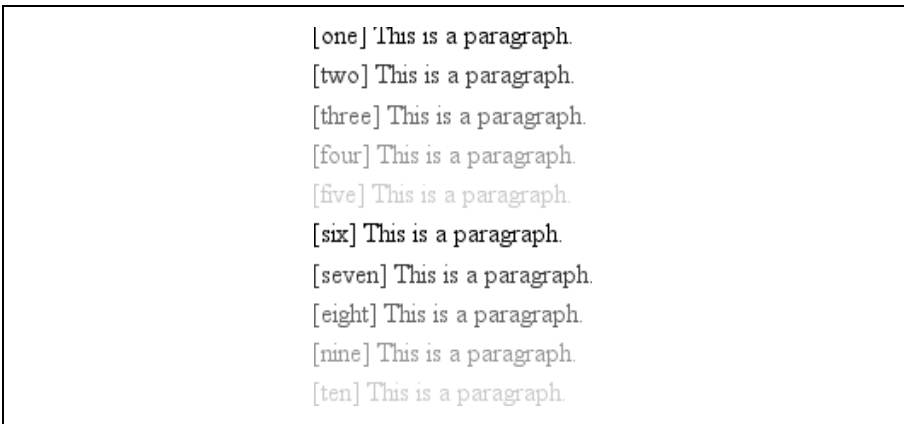 [one] This is a paragraph.
[two] This is a paragraph.
[three] This is a paragraph.
[four] This is a paragraph.
[five] This is a paragraph.
[six] This is a paragraph.
[seven] This is a paragraph.
[eight] This is a paragraph.
[nine] This is a paragraph.
[ten] This is a paragraph.